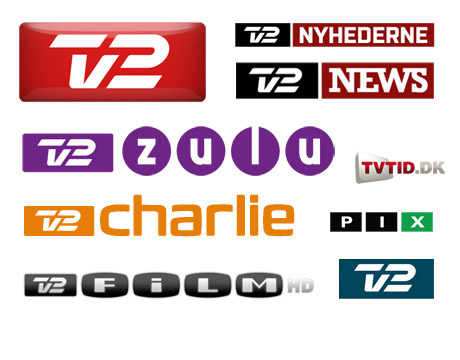 TV2
TV2 NYHEDERNE
TV2 NEWS
TV2 zulu
TVTID.DK
TV2 charlie
PIX
TV2 FiLM HD
TV2